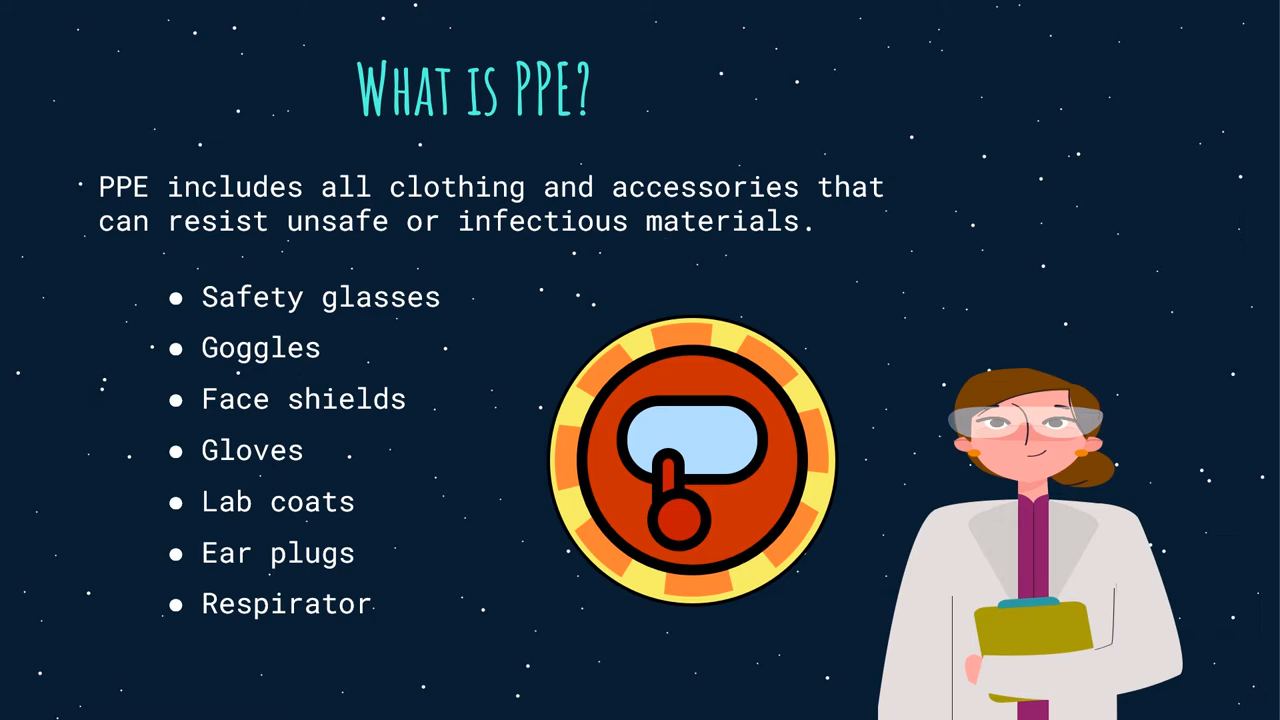 What is PPE?
PPE includes all clothing and accessories that
can resist unsafe or infectious materials.
● Safety glasses
● Goggles
● Face shields
● Gloves
● Lab coats
● Ear plugs
● Respirator